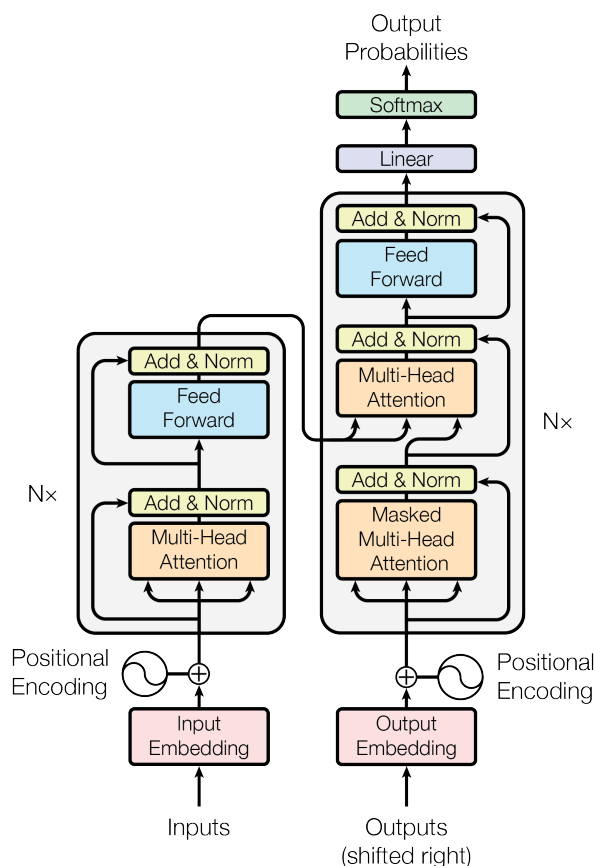 Output
Probabilities
Softmax
Linear
Add & Norm
Feed
Forward
Add & Norm
Multi-Head
Attention
Add & Norm
Masked
Multi-Head
Attention
N×
Add & Norm
Feed
Forward
Add & Norm
Multi-Head
Attention
N×
Positional
Encoding
Positional
Encoding
Input
Embedding
Output
Embedding
Inputs
Outputs
(shifted right)